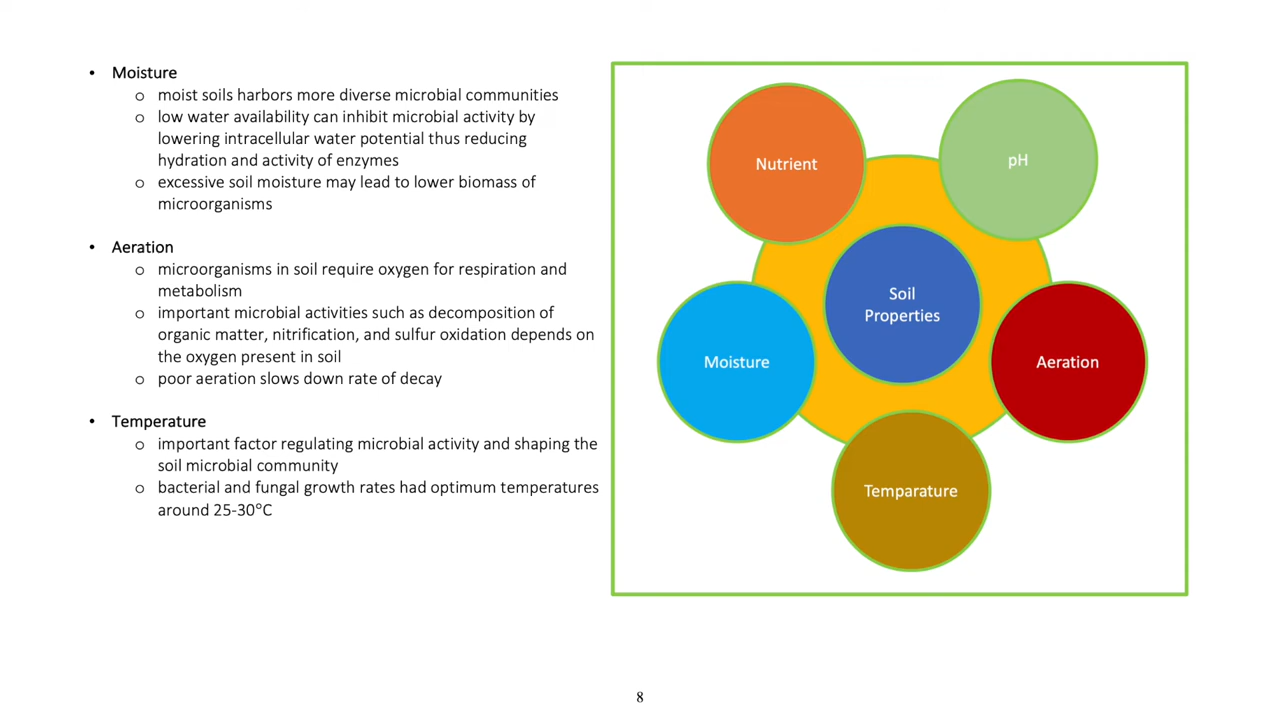 • Moisture
o moist soils harbors more diverse microbial communities
o low water availability can inhibit microbial activity by
lowering intracellular water potential thus reducing
hydration and activity of enzymes
o excessive soil moisture may lead to lower biomass of
microorganisms
• Aeration
o microorganisms in soil require oxygen for respiration and
metabolism
o important microbial activities such as decomposition of
organic matter, nitrification, and sulfur oxidation depends on
the oxygen present in soil
o poor aeration slows down rate of decay
• Temperature
o important factor regulating microbial activity and shaping the
soil microbial community
o bacterial and fungal growth rates had optimum temperatures
around 25-30°C
Nutrient
pH
Soil
Properties
Moisture
Aeration
Temparature
8